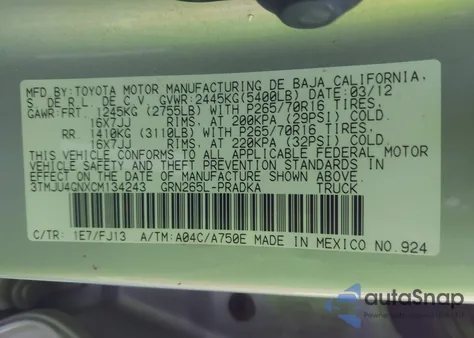 MFD.BY:TOYOTA MOTOR MANUFACTURING DE BAJA CALIFORNIA,
S. DE R.L. DE C.V. GVWR:2445KG(5400LB) 03/12
GAWR:FRT. 1245KG(2755LB) WITH P265/70R16 TIRES,
16X7JJ RIMS, AT 200KPA(29PSI) COLD.
RR. 1410KG(3110LB) WITH P265/70R16 TIRES,
16X7JJ RIMS, AT 220KPA(32PSI) COLD.
THIS VEHICLE CONFORMS TO ALL APPLICABLE FEDERAL MOTOR
VEHICLE SAFETY AND THEFT PREVENTION STANDARDS IN
EFFECT ON THE DATE OF MANUFACTURE SHOWN ABOVE.
3TMJU4GNXCM134243 GRN265L-PRADKA TRUCK
C/TR: 1E7/FJ13 A/TM:A04C/A750E MADE IN MEXICO NO.924
autoSnap